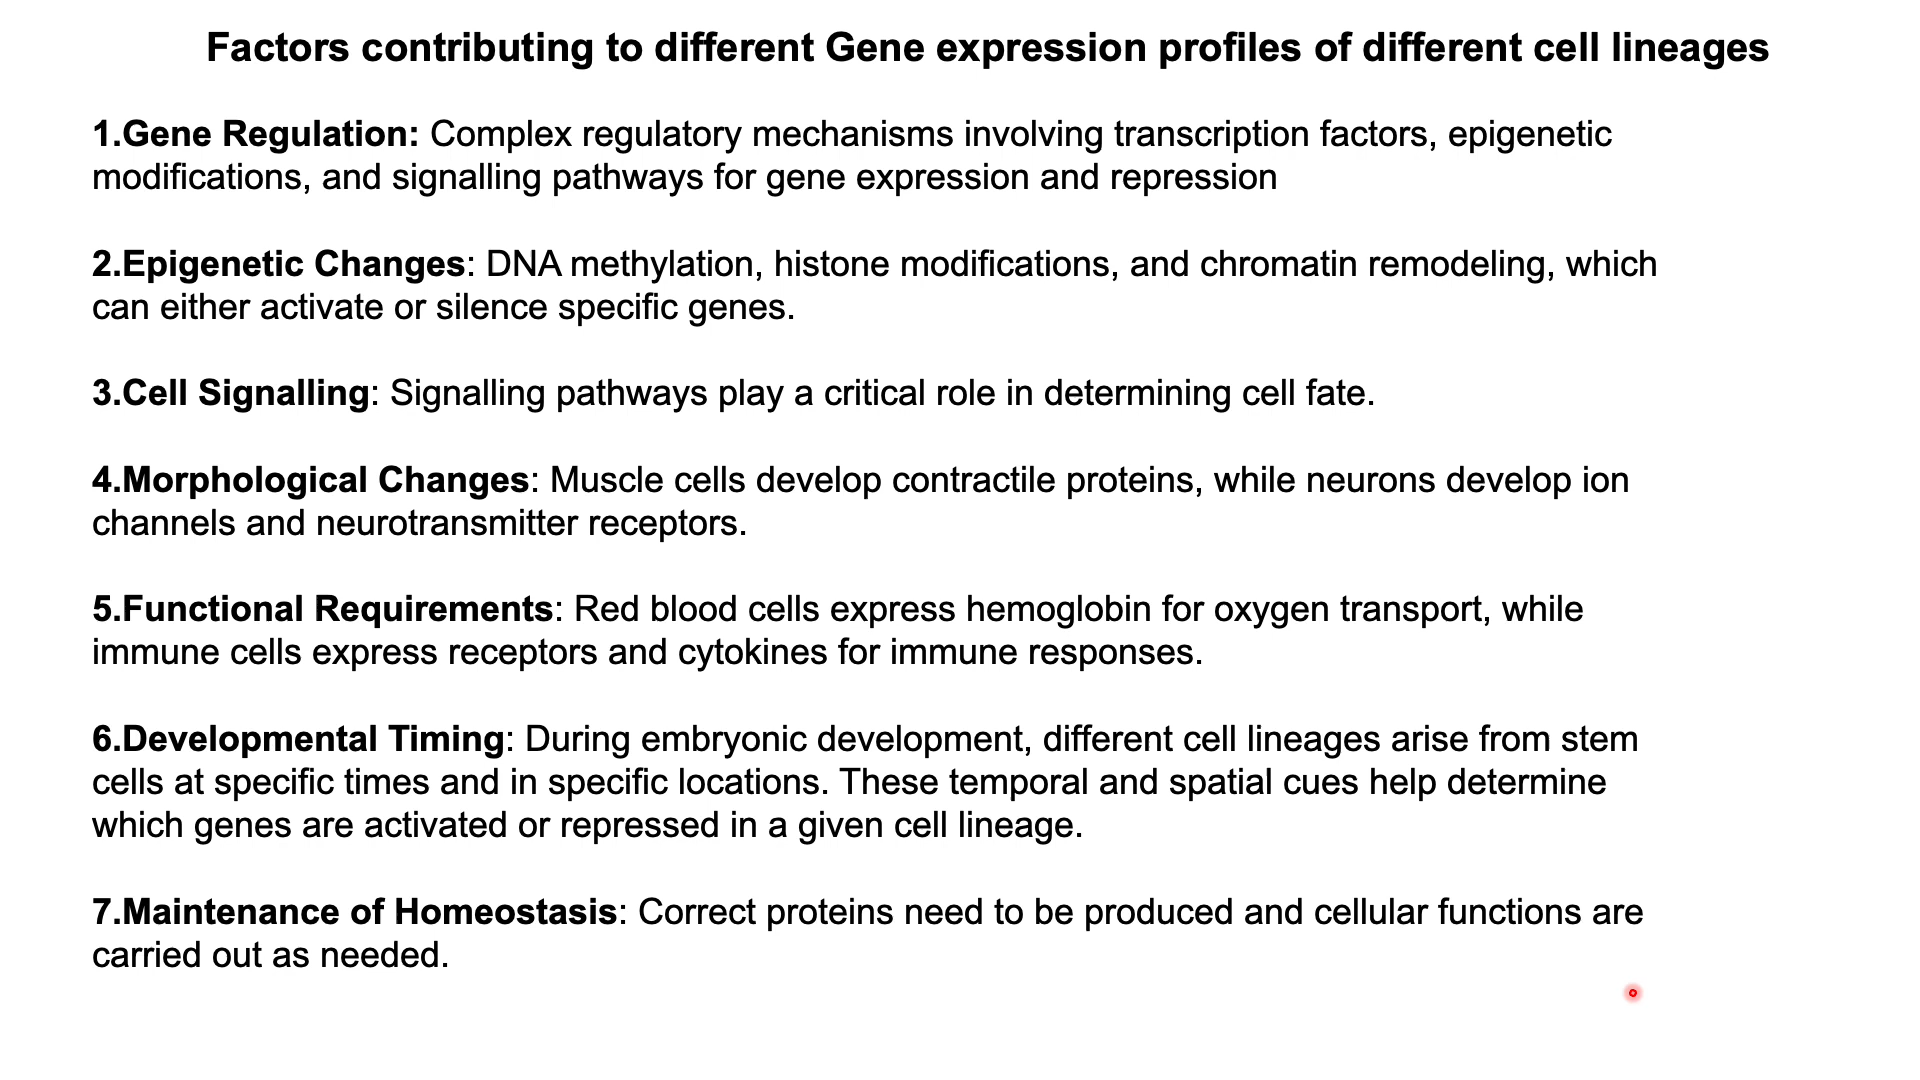 Factors contributing to different Gene expression profiles of different cell lineages
1.Gene Regulation: Complex regulatory mechanisms involving transcription factors, epigenetic
modifications, and signalling pathways for gene expression and repression
2.Epigenetic Changes: DNA methylation, histone modifications, and chromatin remodeling, which
can either activate or silence specific genes.
3.Cell Signalling: Signalling pathways play a critical role in determining cell fate.
4.Morphological Changes: Muscle cells develop contractile proteins, while neurons develop ion
channels and neurotransmitter receptors.
5.Functional Requirements: Red blood cells express hemoglobin for oxygen transport, while
immune cells express receptors and cytokines for immune responses.
6.Developmental Timing: During embryonic development, different cell lineages arise from stem
cells at specific times and in specific locations. These temporal and spatial cues help determine
which genes are activated or repressed in a given cell lineage.
7.Maintenance of Homeostasis: Correct proteins need to be produced and cellular functions are
carried out as needed.